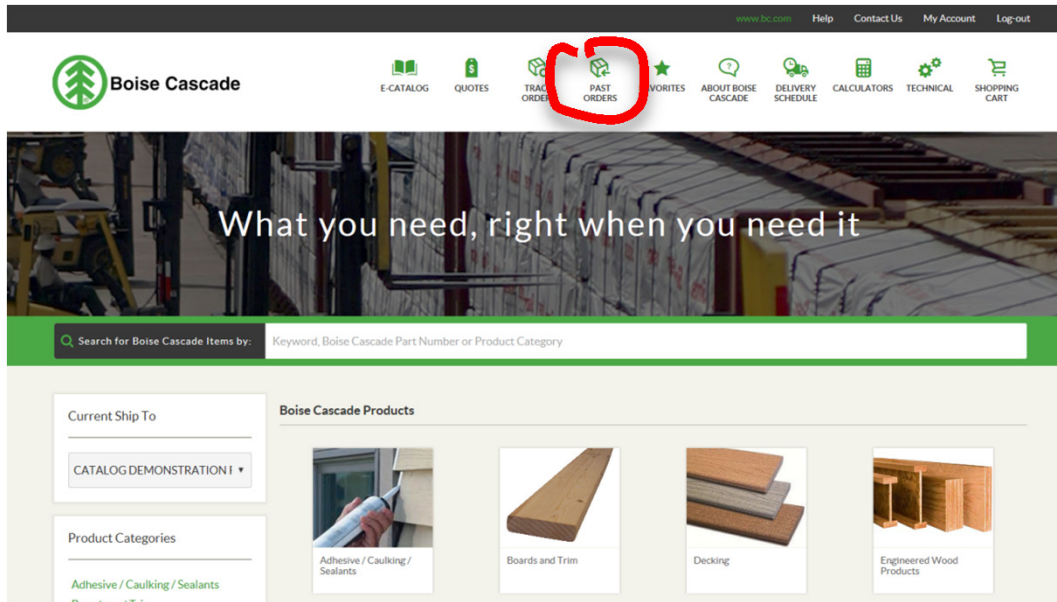 www.bc.com Help Contact Us My Account Log-out
Boise Cascade
E-CATALOG QUOTES PAST ABOUT BOISE DELIVERY CALCULATORS TECHNICAL SHOPPING
ORDERS CASCADE SCHEDULE CART
What you need, right when you need it
Search for Boise Cascade Items by: Keyword, Boise Cascade Part Number or Product Category
Current Ship To
CATALOG DEMONSTRATION
Product Categories
Adhesive / Caulking / Sealants
Boise Cascade Products
Adhesive / Caulking /
Sealants
Boards and Trim
Decking
Engineered Wood
Products